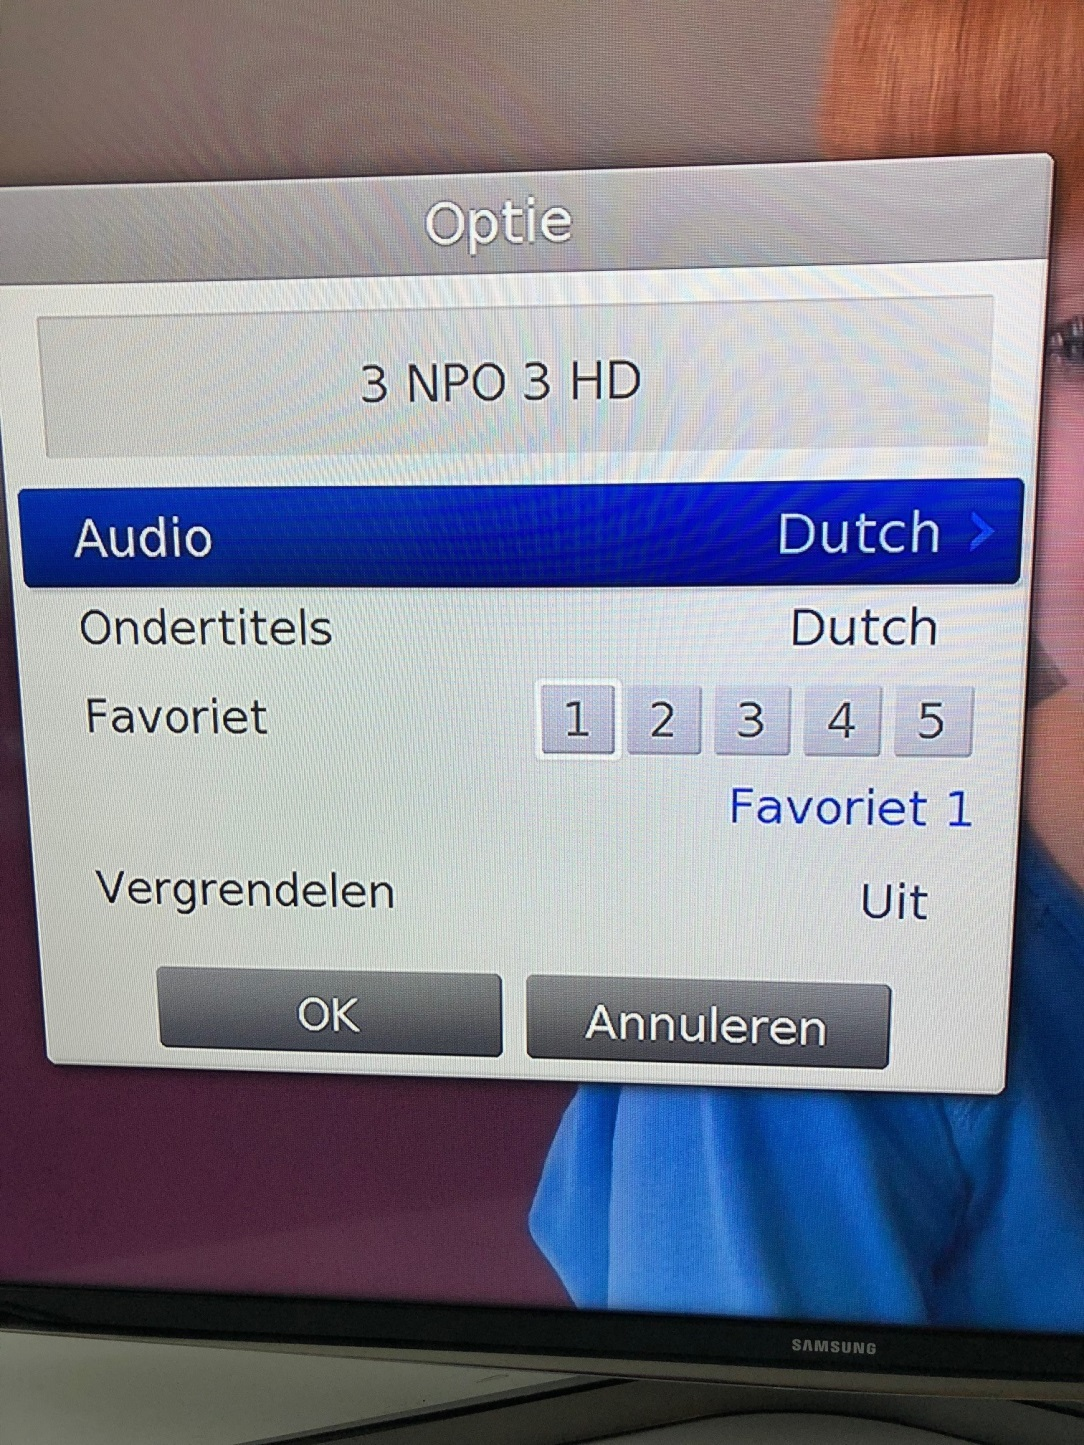 Optie
3 NPO 3 HD
Audio Dutch >
Ondertitels Dutch
Favoriet 1 2 3 4 5
Favoriet 1
Vergrendelen Uit
OK Annuleren
SAMSUNG